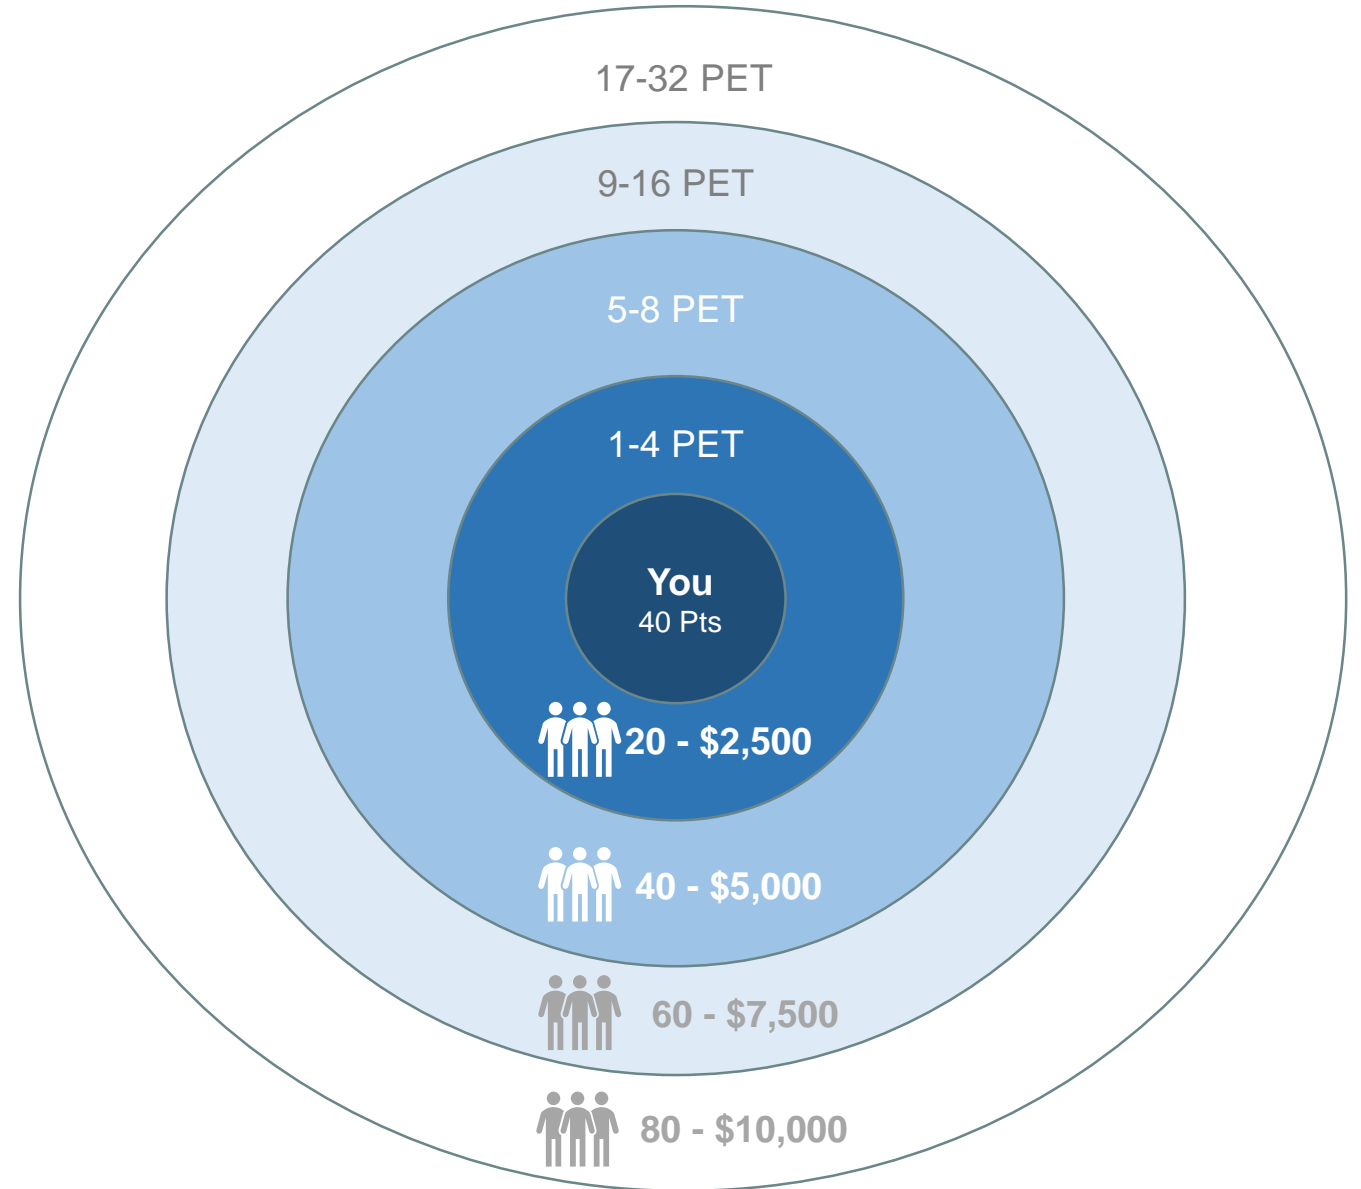 17-32 PET
9-16 PET
5-8 PET
1-4 PET
You
40 Pts
20 - $2,500
40 - $5,000
60 - $7,500
80 - $10,000